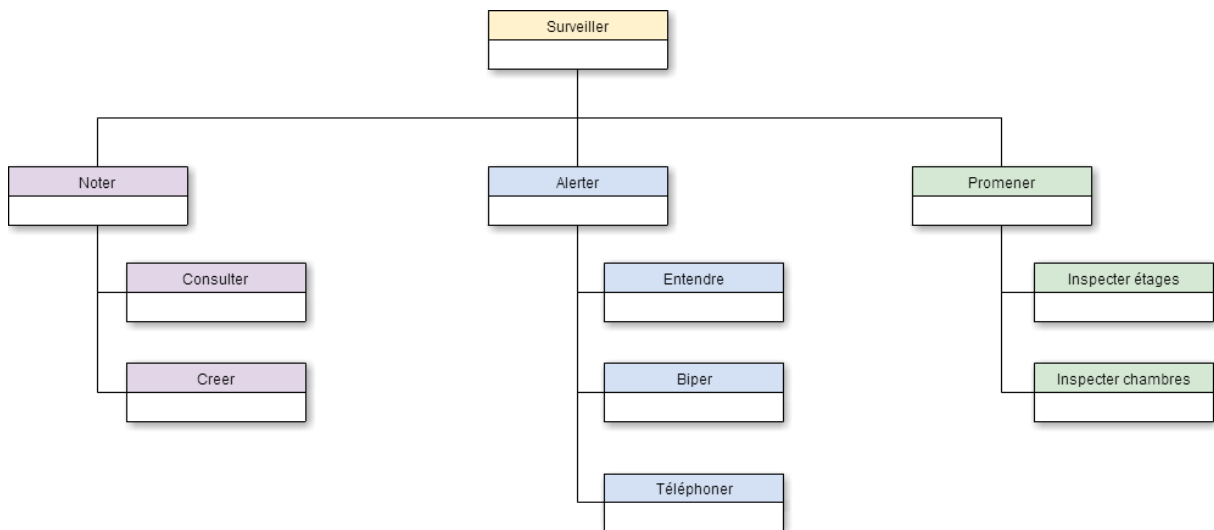 Surveiller
Noter
Alerter
Promener
Consulter
Entendre
Inspecter étages
Creer
Biper
Inspecter chambres
Téléphoner